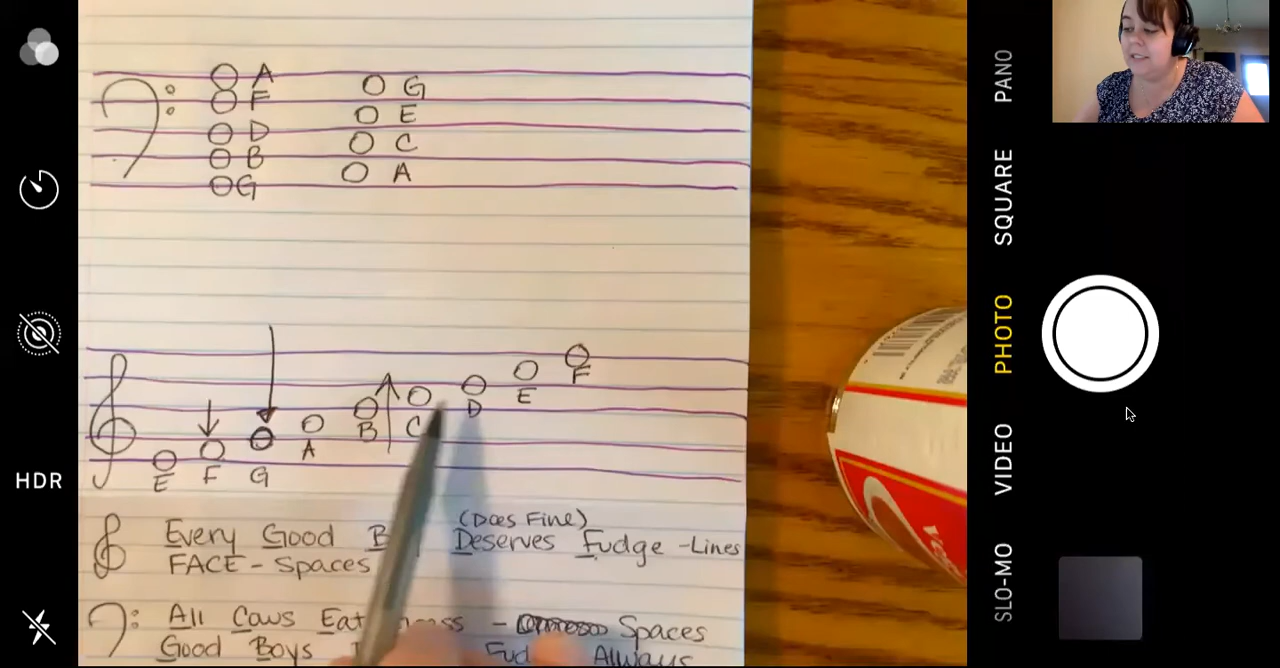 A
F
D
B
G
G
E
C
A
E F G A B C D E F
(Does Fine)
Every Good B Deserves Fudge -Lines
FACE - Spaces
All Cows Eat - Spaces
Good Boys Always
HDR
PANO
SQUARE
PHOTO
VIDEO
SLO-MO